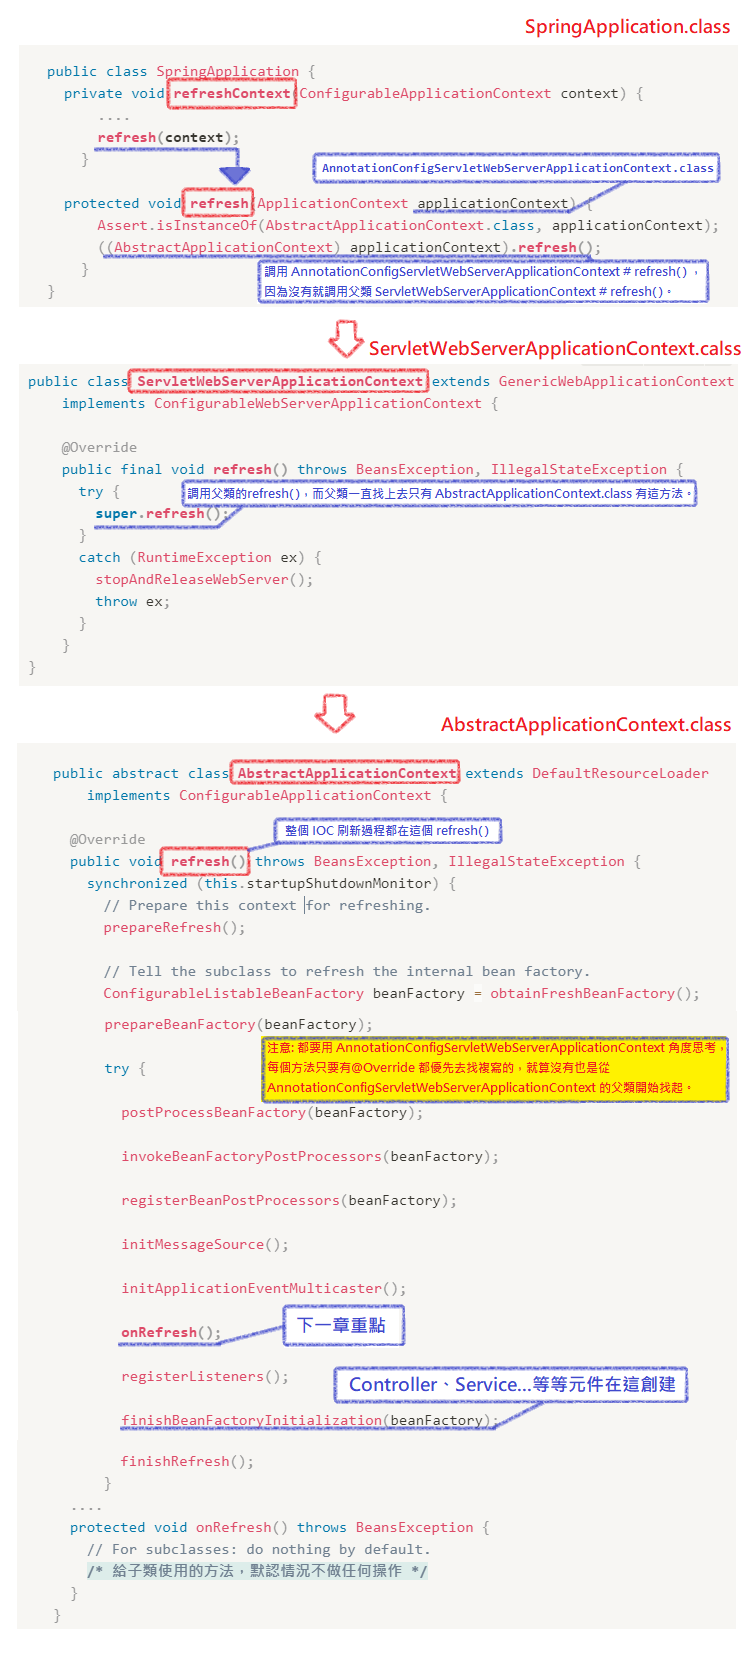 SpringApplication.class
public class SpringApplication {
private void refreshContext(ConfigurableApplicationContext context) {
....
refresh(context);
}
AnnotationConfigServletWebServerApplicationContext.class
protected void refresh(ApplicationContext applicationContext) {
Assert.isInstanceOf(AbstractApplicationContext.class, applicationContext);
((AbstractApplicationContext) applicationContext).refresh();
}
調用 AnnotationConfigServletWebServerApplicationContext # refresh( ) ，
因為沒有就調用父類 ServletWebServerApplicationContext # refresh( )。
}
ServletWebServerApplicationContext.calss
public class ServletWebServerApplicationContext extends GenericWebApplicationContext
implements ConfigurableWebServerApplicationContext {
@Override
public final void refresh() throws BeansException, IllegalStateException {
try {
調用父類的refresh( )，而父類一直找上去只有 AbstractApplicationContext.class 有這方法。
super.refresh();
}
catch (RuntimeException ex) {
stopAndReleaseWebServer();
throw ex;
}
}
}
AbstractApplicationContext.class
public abstract class AbstractApplicationContext extends DefaultResourceLoader
implements ConfigurableApplicationContext {
整個 IOC 刷新過程都在這個 refresh( )
@Override
public void refresh() throws BeansException, IllegalStateException {
synchronized (this.startupShutdownMonitor) {
// Prepare this context for refreshing.
prepareRefresh();
// Tell the subclass to refresh the internal bean factory.
ConfigurableListableBeanFactory beanFactory = obtainFreshBeanFactory();
prepareBeanFactory(beanFactory);
注意: 都要用 AnnotationConfigServletWebServerApplicationContext 角度思考，
每個方法只要有@Override 都優先去找複寫的，就算沒有也是從
AnnotationConfigServletWebServerApplicationContext 的父類開始找起。
try {
postProcessBeanFactory(beanFactory);
invokeBeanFactoryPostProcessors(beanFactory);
registerBeanPostProcessors(beanFactory);
initMessageSource();
initApplicationEventMulticaster();
下一章重點
onRefresh();
registerListeners();
Controller、Service...等等元件在這創建
finishBeanFactoryInitialization(beanFactory);
finishRefresh();
}
....
protected void onRefresh() throws BeansException {
// For subclasses: do nothing by default.
/* 給子類使用的方法，默認情況不做任何操作 */
}
}